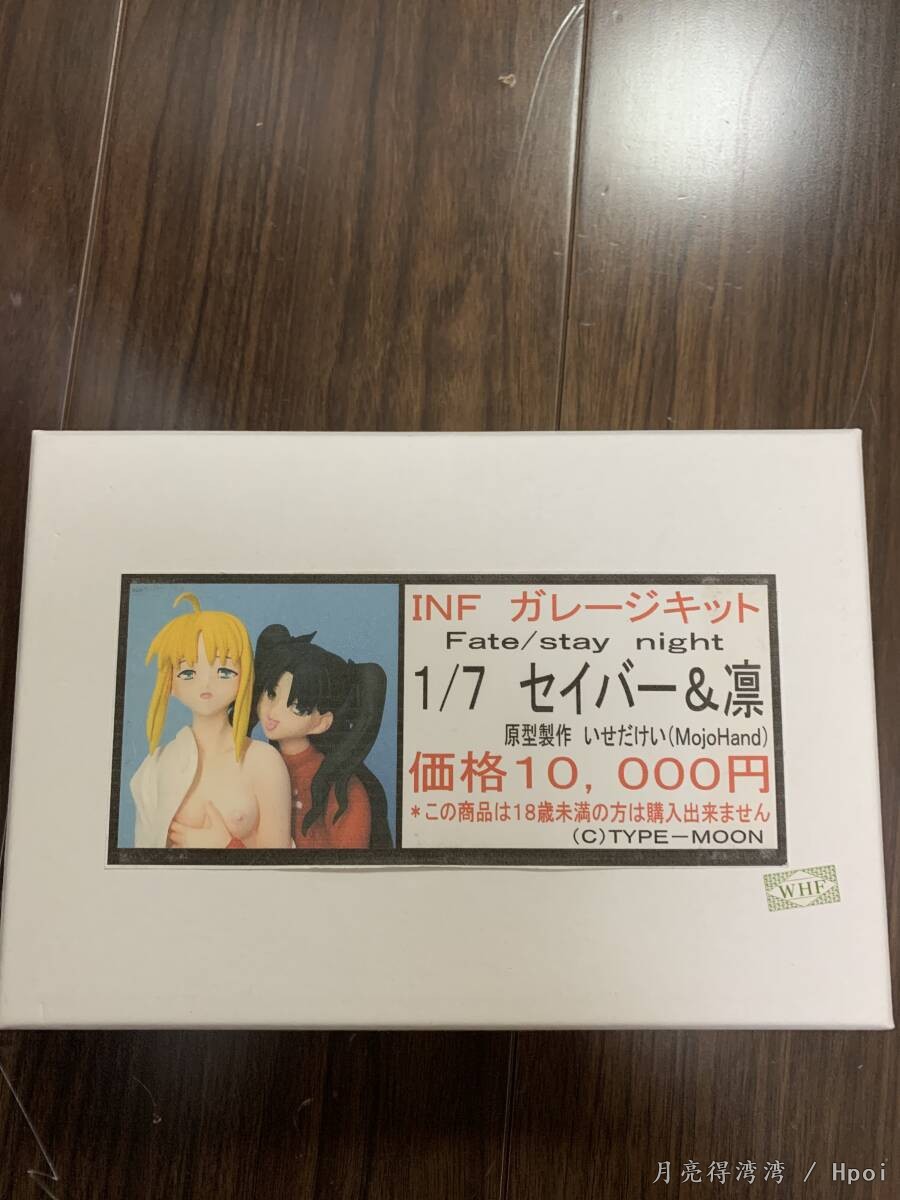 INF ガレージキット
Fate/stay night
1/7 セイバー&凛
原型製作 いせだけい(MojoHand)
価格10,000円
*この商品は18歳未満の方は購入出来ません
(C)TYPE-MOON
WHF
月亮得湾湾 / Hpoi